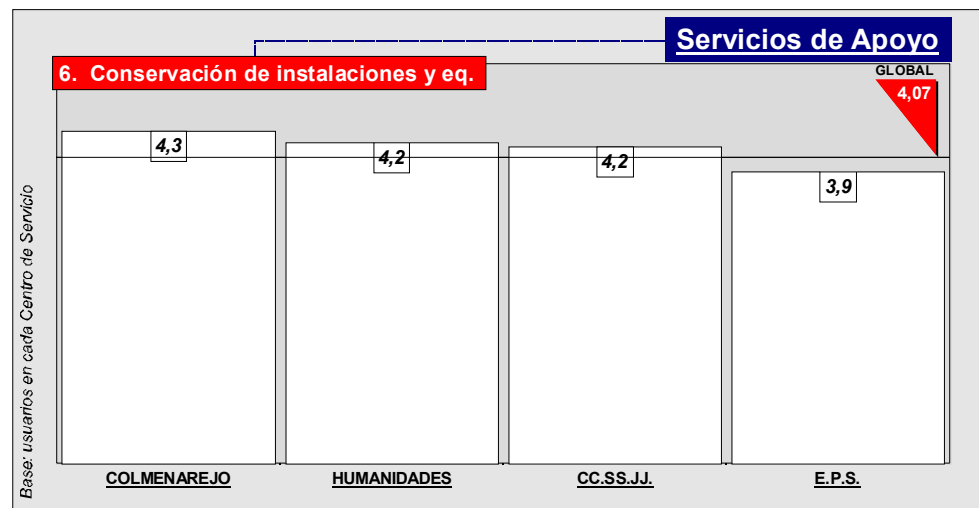 Servicios de Apoyo
6. Conservación de instalaciones y eq.
GLOBAL
4,07
4,3
4,2
4,2
3,9
Base: usuarios en cada Centro de Servicio
COLMENAREJO
HUMANIDADES
CC.SS.JJ.
E.P.S.